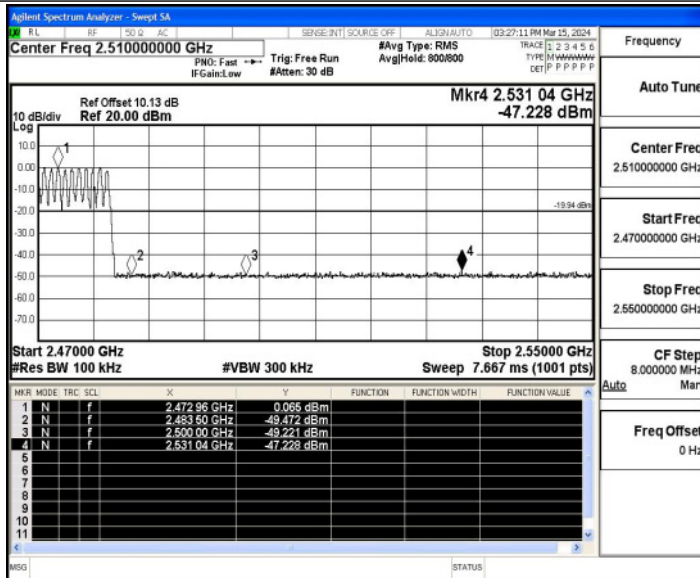 Agilent Spectrum Analyzer - Swept SA
RL RF 50 Ω AC SENSE:INT SOURCE OFF ALIGNAUTO 03:27:11 PM Mar 15, 2024
Center Freq 2.510000000 GHz
PNO: Fast
IFGain:Low
Trig: Free Run
#Atten: 30 dB
#Avg Type: RMS
Avg|Hold: 800/800
TRACE 1 2 3 4 5 6
TYPE M WWWWW
DET P P P P P P
Ref Offset 10.13 dB
10 dB/div Ref 20.00 dBm
Log
Mkr4 2.531 04 GHz
-47.228 dBm
10.0
0.00
-10.0
-20.0
-30.0
-40.0
-50.0
-60.0
-70.0
1
2
3
4
-19.94 dBm
Start 2.47000 GHz Stop 2.55000 GHz
#Res BW 100 kHz #VBW 300 kHz Sweep 7.667 ms (1001 pts)
MKR MODE TRC SCL X Y FUNCTION FUNCTION WIDTH FUNCTION VALUE
1 N f 2.472 96 GHz 0.065 dBm
2 N f 2.483 50 GHz -49.472 dBm
3 N f 2.500 00 GHz -49.221 dBm
4 N f 2.531 04 GHz -47.228 dBm
5
6
7
8
9
10
11
MSG STATUS
Frequency
Auto Tune
Center Freq
2.510000000 GHz
Start Freq
2.470000000 GHz
Stop Freq
2.550000000 GHz
CF Step
8.000000 MHz
Auto Man
Freq Offset
0 Hz